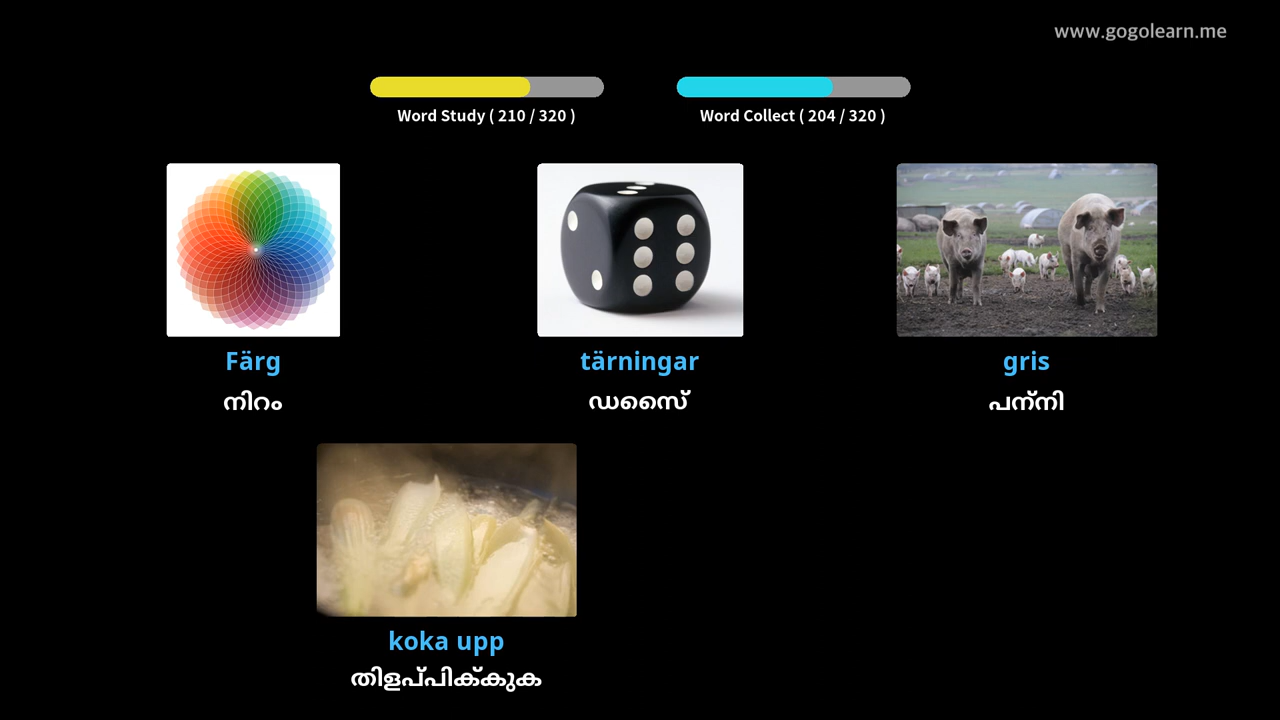 www.gogolearn.me
Word Study ( 210 / 320 )
Word Collect ( 204 / 320 )
Färg
tärningar
gris
നിറം
ഡൈസ്
പന്നി
koka upp
തിളപ്പിക്കുക